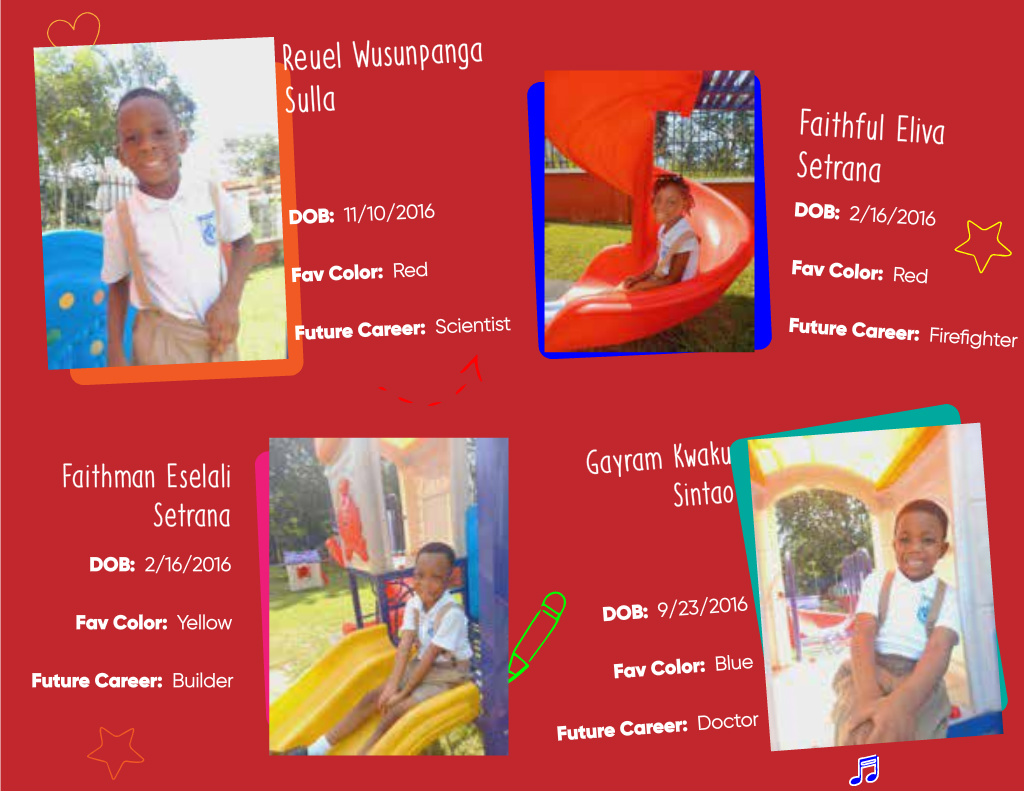 Reuel Wusunpanga
Sulla
DOB: 11/10/2016
Fav Color: Red
Future Career: Scientist
Faithful Eliva
Setrana
DOB: 2/16/2016
Fav Color: Red
Future Career: Firefighter
Faithman Eselali
Setrana
DOB: 2/16/2016
Fav Color: Yellow
Future Career: Builder
Gayram Kwaku
Sintao
DOB: 9/23/2016
Fav Color: Blue
Future Career: Doctor